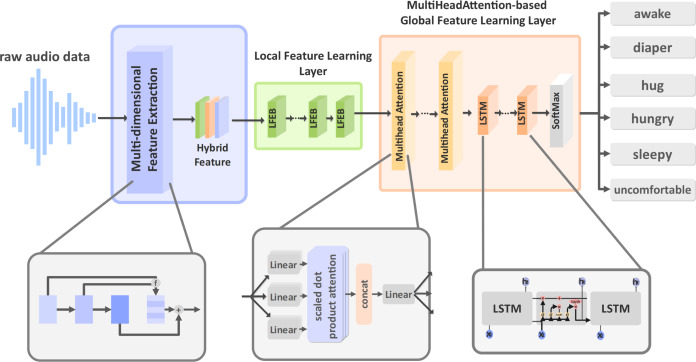 raw audio data
Multi-dimensional
Feature Extraction
Hybrid
Feature
Local Feature Learning
Layer
LFEB
LFEB
LFEB
MultiHeadAttention-based
Global Feature Learning Layer
Multihead Attention
Multihead Attention
LSTM
LSTM
SoftMax
awake
diaper
hug
hungry
sleepy
uncomfortable
f
+
Linear
Linear
Linear
scaled dot
product attention
concat
Linear
LSTM
LSTM